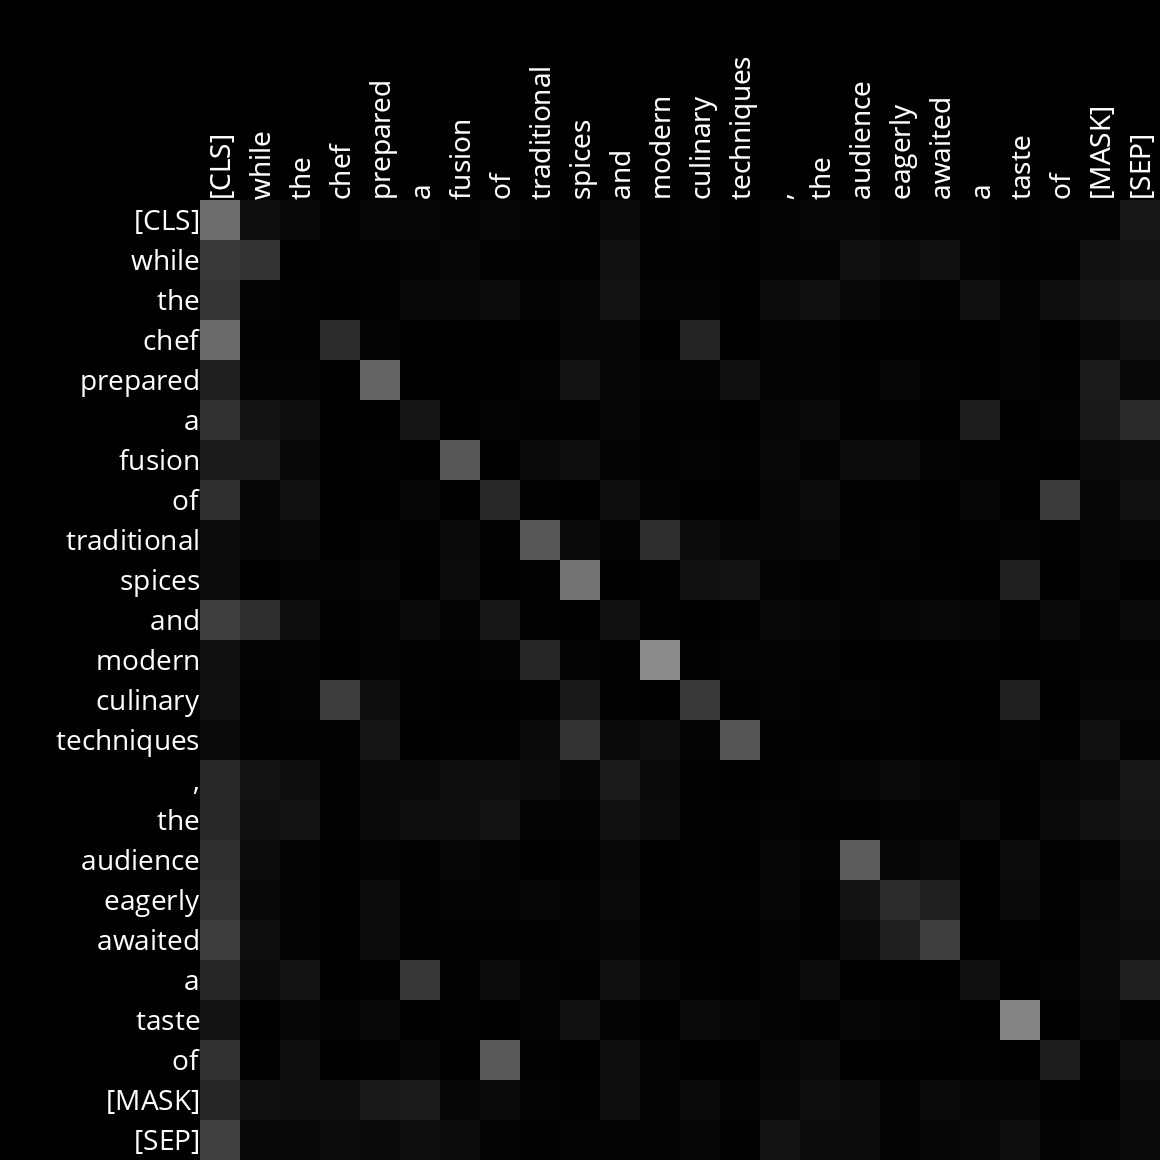 [CLS] while the chef prepared a fusion of traditional spices and modern culinary techniques , the audience eagerly awaited a taste of [MASK] [SEP]
[CLS]
while
the
chef
prepared
a
fusion
of
traditional
spices
and
modern
culinary
techniques
,
the
audience
eagerly
awaited
a
taste
of
[MASK]
[SEP]